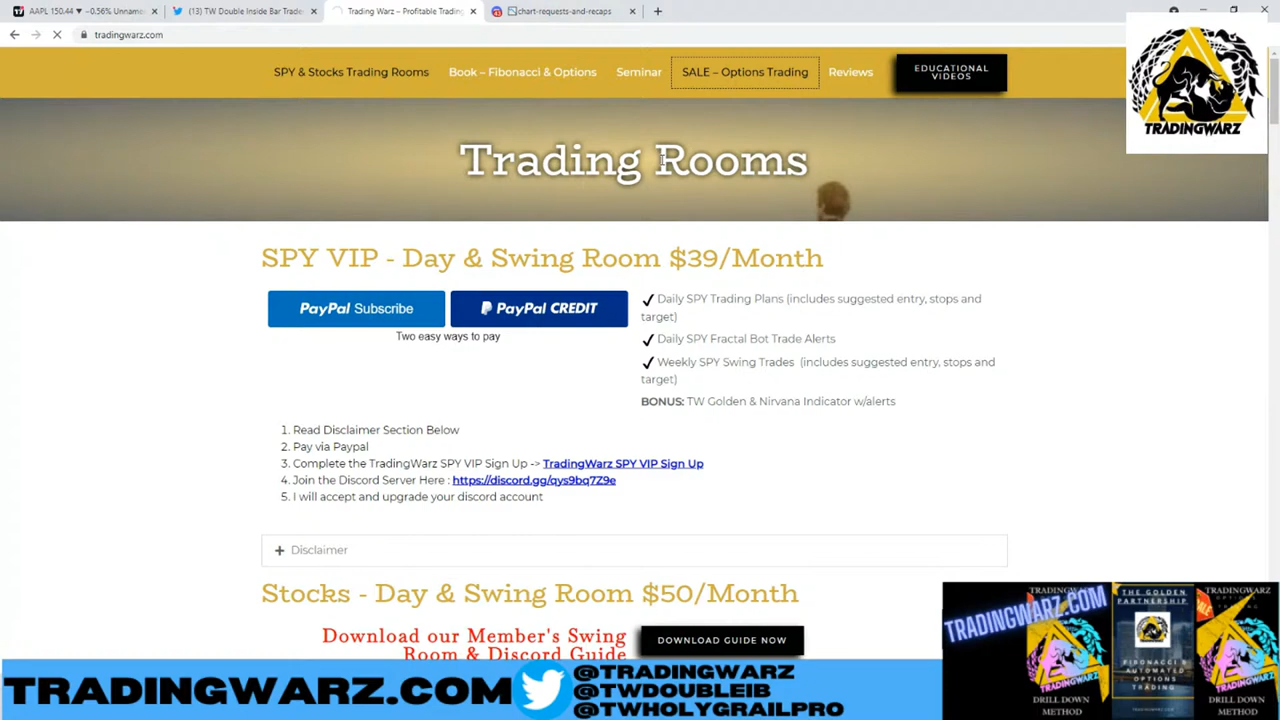 AAPL 150.44 ▼ −0.56% Unnamed
(13) TW Double Inside Bar Trade
Trading Warz – Profitable Trading
chart-requests-and-recaps
tradingwarz.com
SPY & Stocks Trading Rooms
Book – Fibonacci & Options
Seminar
SALE – Options Trading
Reviews
EDUCATIONAL
VIDEOS
TRADINGWARZ
Trading Rooms
SPY VIP - Day & Swing Room $39/Month
PayPal Subscribe
PayPal CREDIT
Two easy ways to pay
✔ Daily SPY Trading Plans (includes suggested entry, stops and
target)
✔ Daily SPY Fractal Bot Trade Alerts
✔ Weekly SPY Swing Trades (includes suggested entry, stops and
target)
BONUS: TW Golden & Nirvana Indicator w/alerts
1. Read Disclaimer Section Below
2. Pay via Paypal
3. Complete the TradingWarz SPY VIP Sign Up -> TradingWarz SPY VIP Sign Up
4. Join the Discord Server Here : https://discord.gg/qys9bq7Z9e
5. I will accept and upgrade your discord account
+ Disclaimer
Stocks - Day & Swing Room $50/Month
Download our Member's Swing
Room & Discord Guide
DOWNLOAD GUIDE NOW
TRADINGWARZ.COM
TRADINGWARZ
DRILL DOWN
METHOD
THE GOLDEN
PARTNERSHIP
FIBONACCI &
AUTOMATED
OPTIONS
TRADING
TRADINGWARZ
DRILL DOWN
METHOD
TRADINGWARZ.COM
@TRADINGWARZ
@TWDOUBLEIB
@TWHOLYGRAILPRO